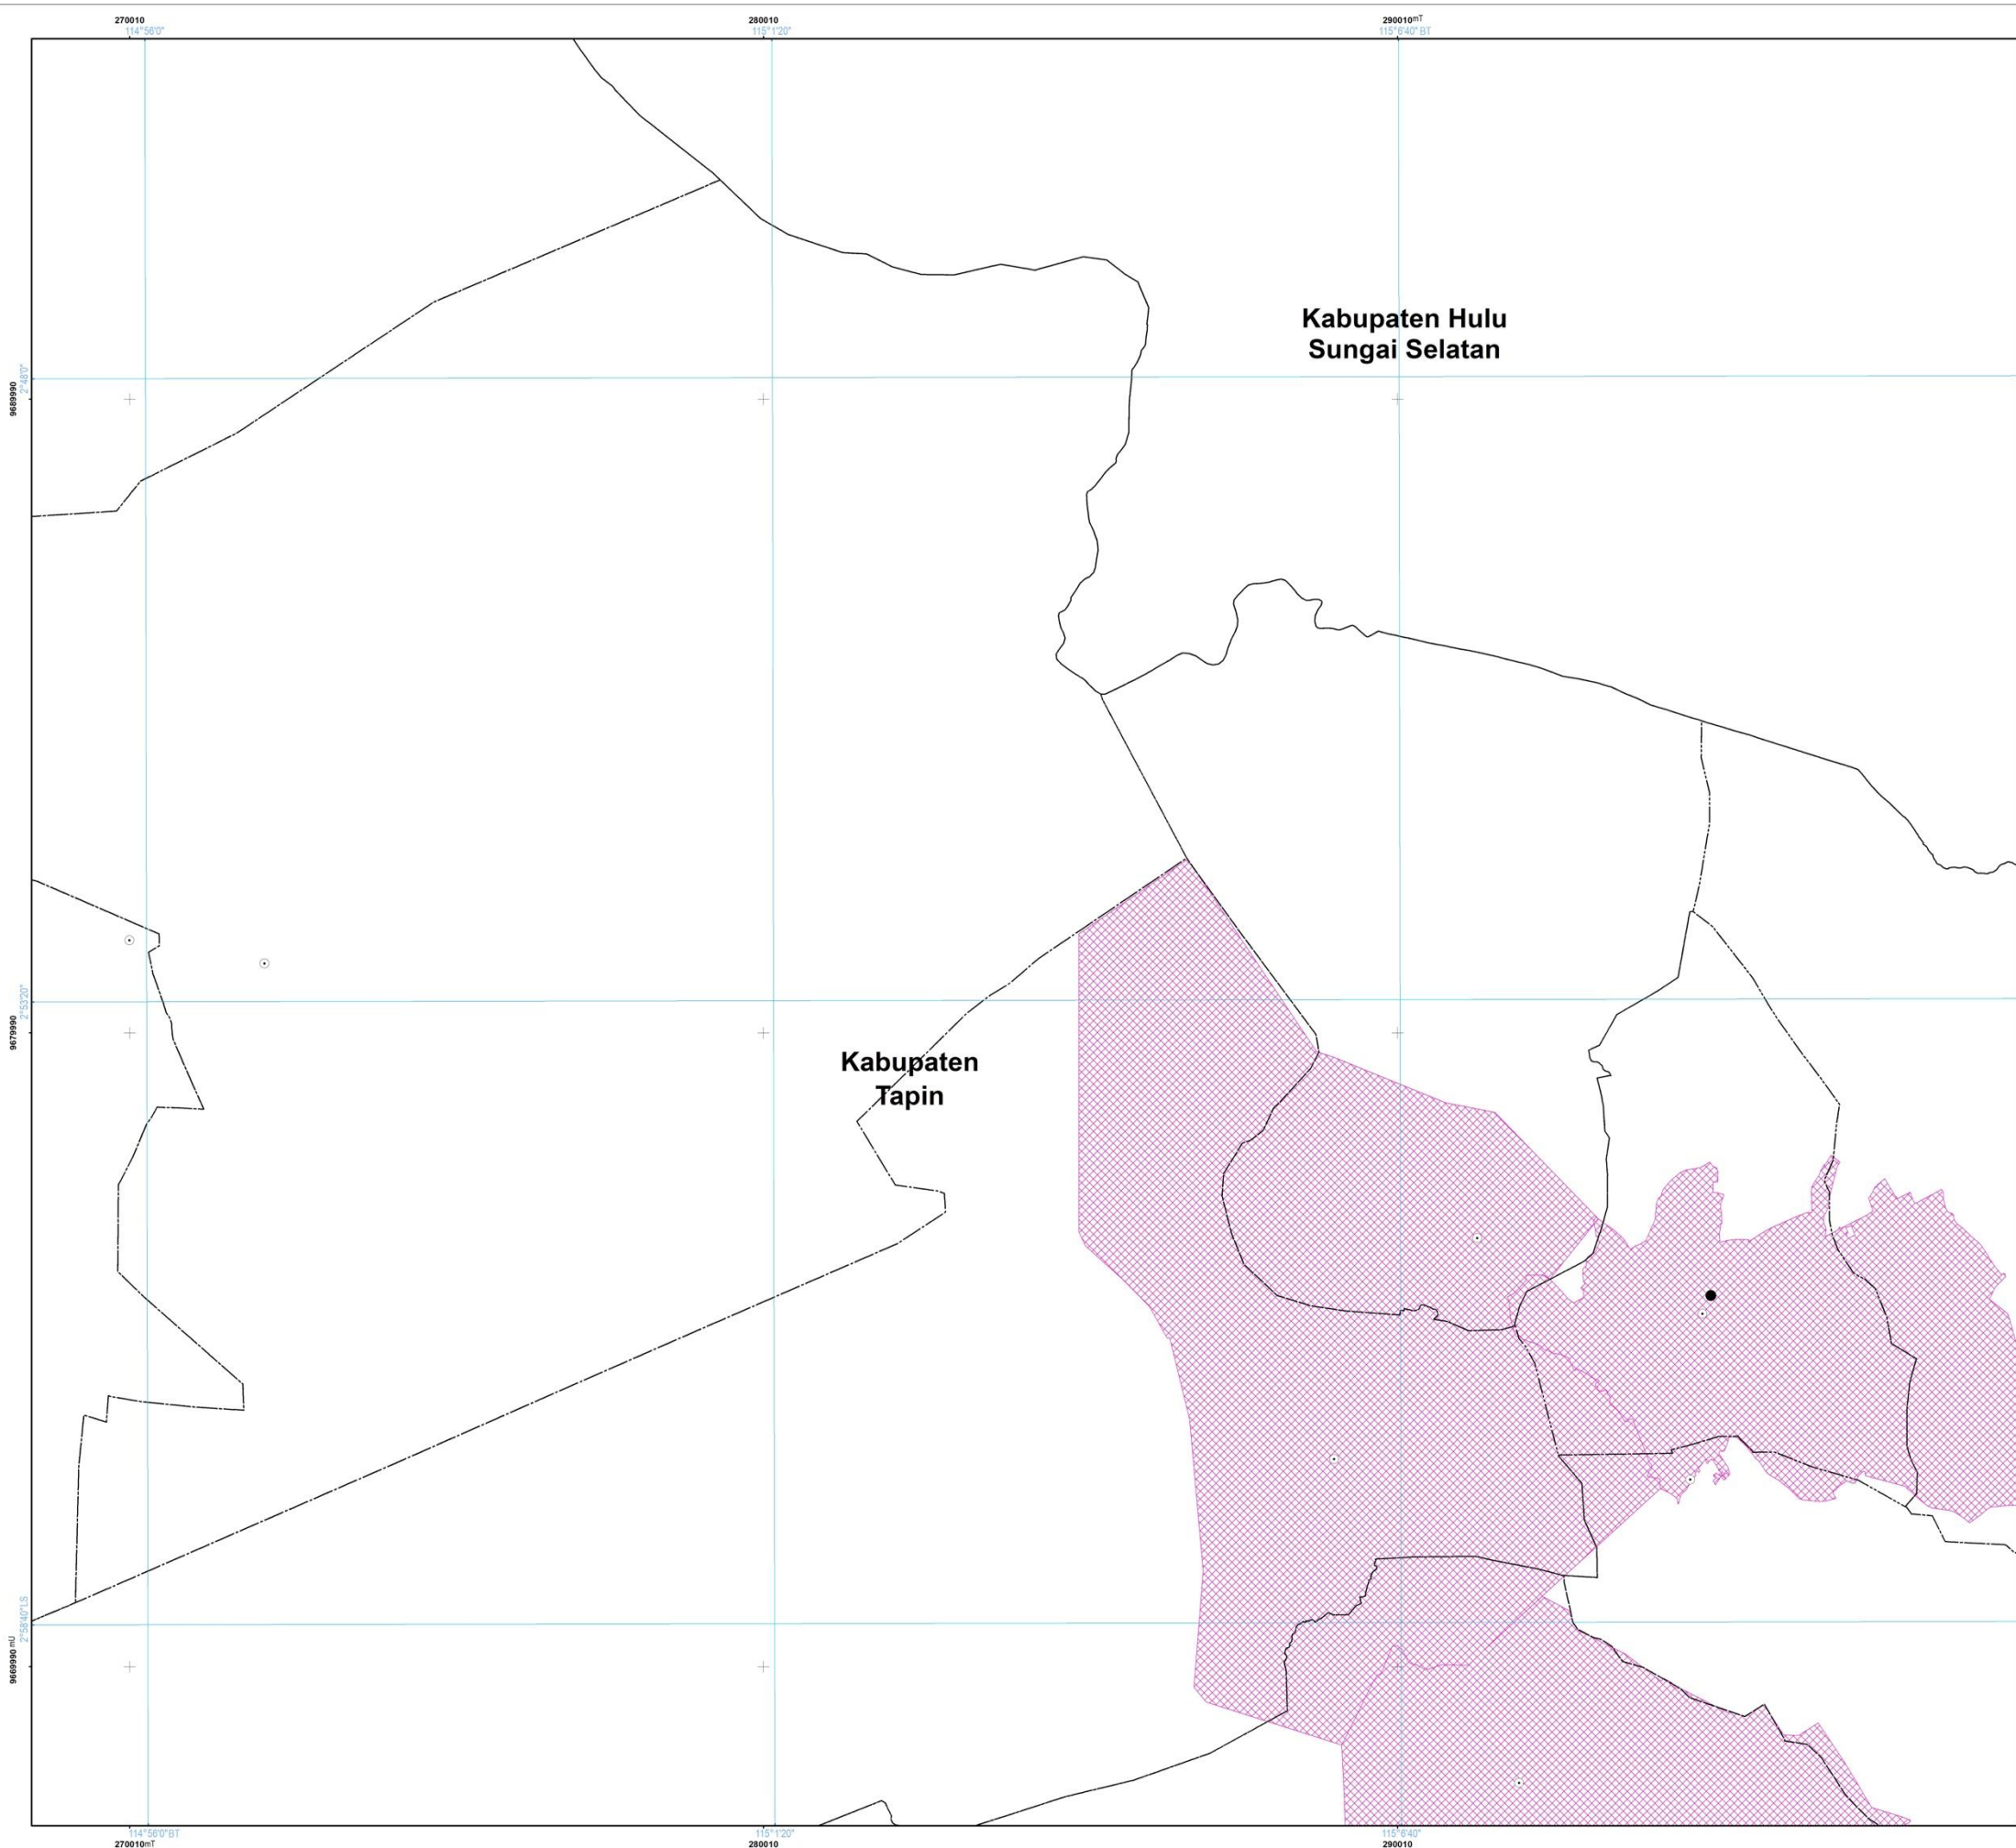 270010
280010
290010mT
114°56'0"
115°1'20"
115°6'40" BT
Kabupaten Hulu
Sungai Selatan
2°48'0"
9689990
2°53'20"
9679990
Kabupaten
Tapin
2°58'40"LS
9669990 mU
114°56'0"BT
115°1'20"
115°6'40"
270010mT
280010
290010